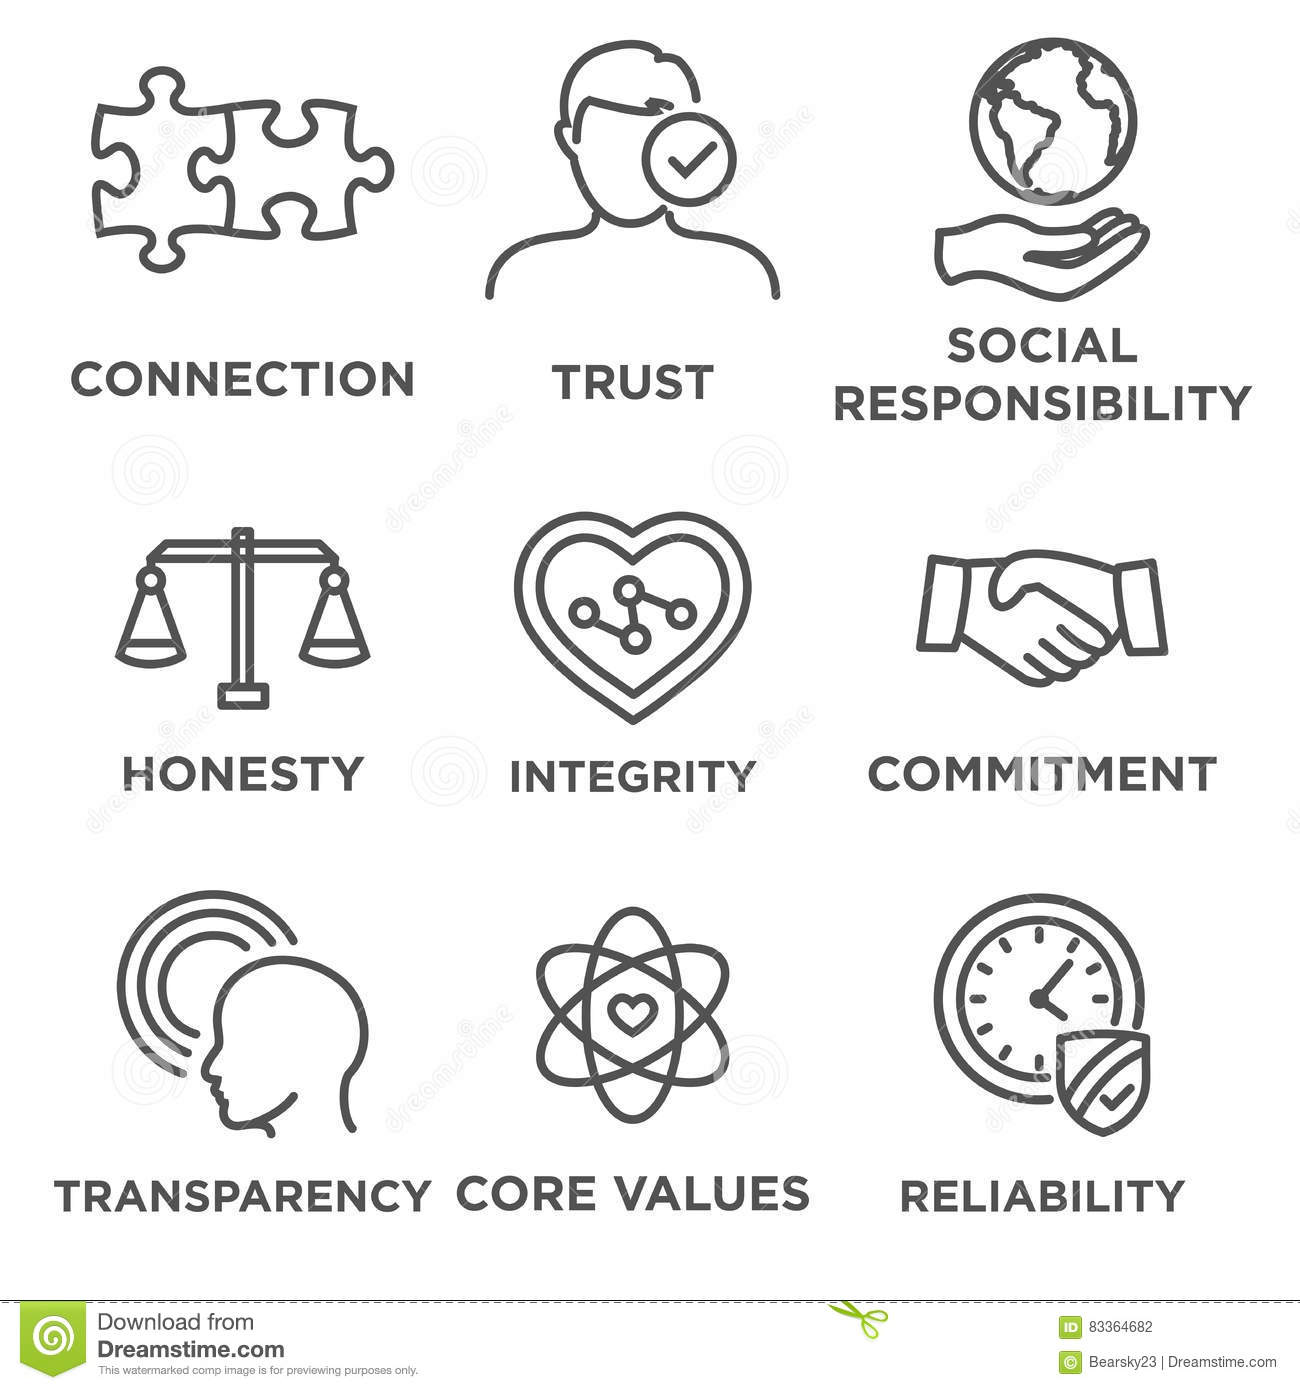 CONNECTION
TRUST
SOCIAL
RESPONSIBILITY
HONESTY
INTEGRITY
COMMITMENT
TRANSPARENCY
CORE VALUES
RELIABILITY
Download from
Dreamstime.com
This watermarked comp image is for previewing purposes only.
ID 83364682
© Bearsky23 | Dreamstime.com